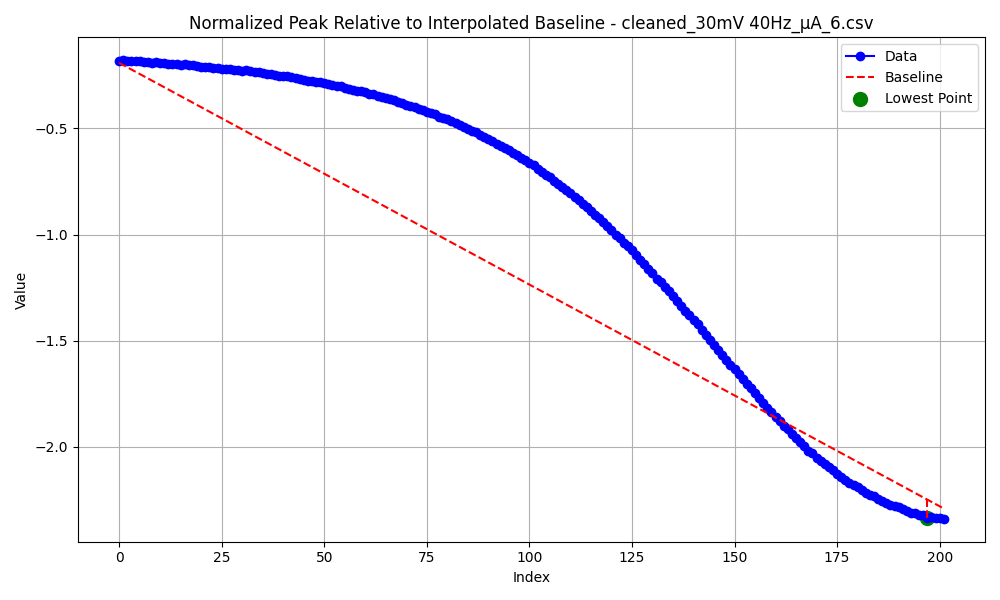 Normalized Peak Relative to Interpolated Baseline - cleaned_30mV 40Hz_μA_6.csv
Data
Baseline
Lowest Point
Value
−0.5
−1.0
−1.5
−2.0
0
25
50
75
100
125
150
175
200
Index